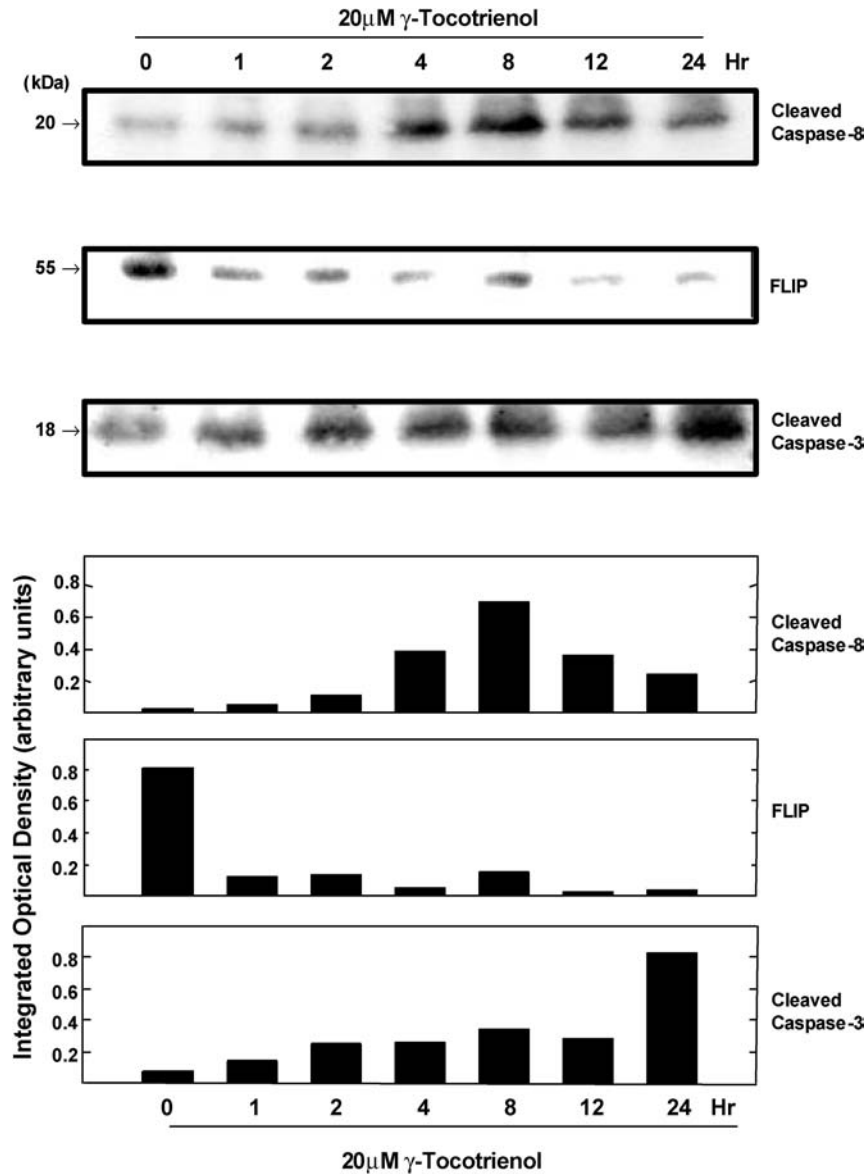 20μM γ-Tocotrienol
0 1 2 4 8 12 24 Hr
(kDa)
20 → Cleaved
Caspase-8
55 →
FLIP
18 → Cleaved
Caspase-3
Integrated Optical Density (arbitrary units)
0.8
0.6
0.4
0.2
Cleaved
Caspase-8
0.8
0.6
0.4
0.2
FLIP
0.8
0.6
0.4
0.2
Cleaved
Caspase-3
0 1 2 4 8 12 24 Hr
20μM γ-Tocotrienol